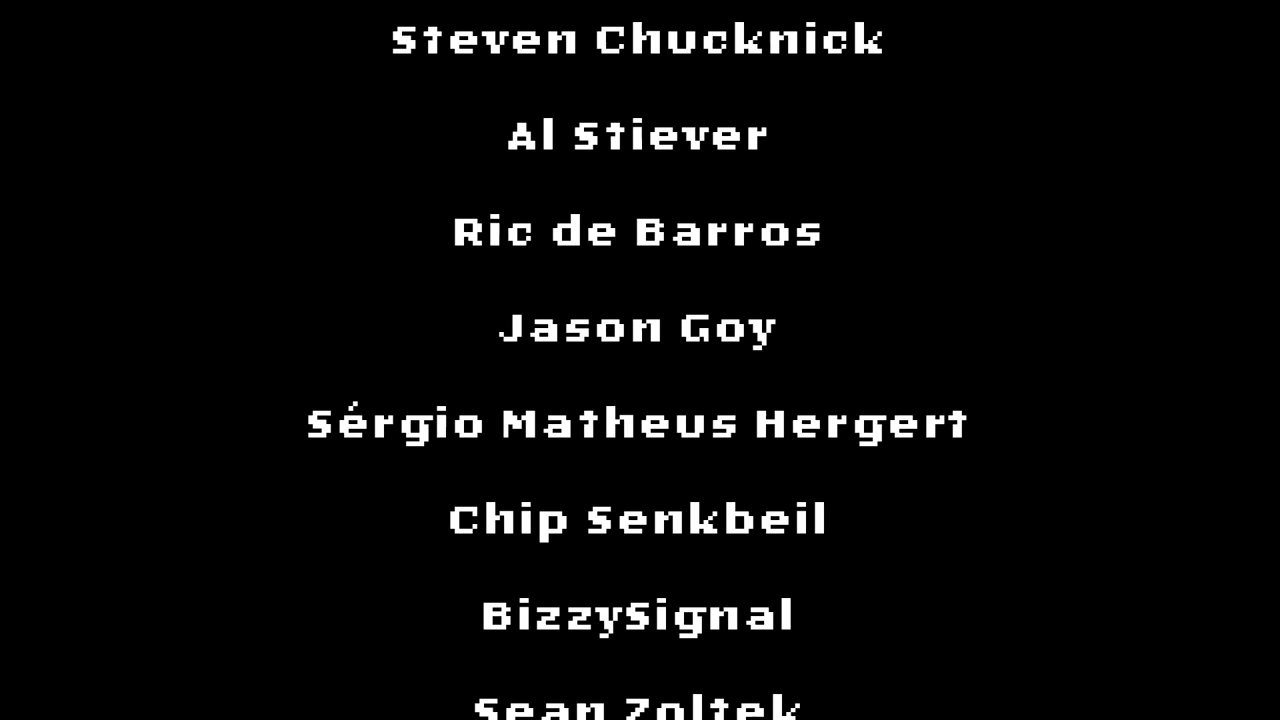 Steven Chucknick
Al Stiever
Ric de Barros
Jason Goy
Sérgio Matheus Hergert
Chip Senkbeil
BizzySignal
Sean Zoltek